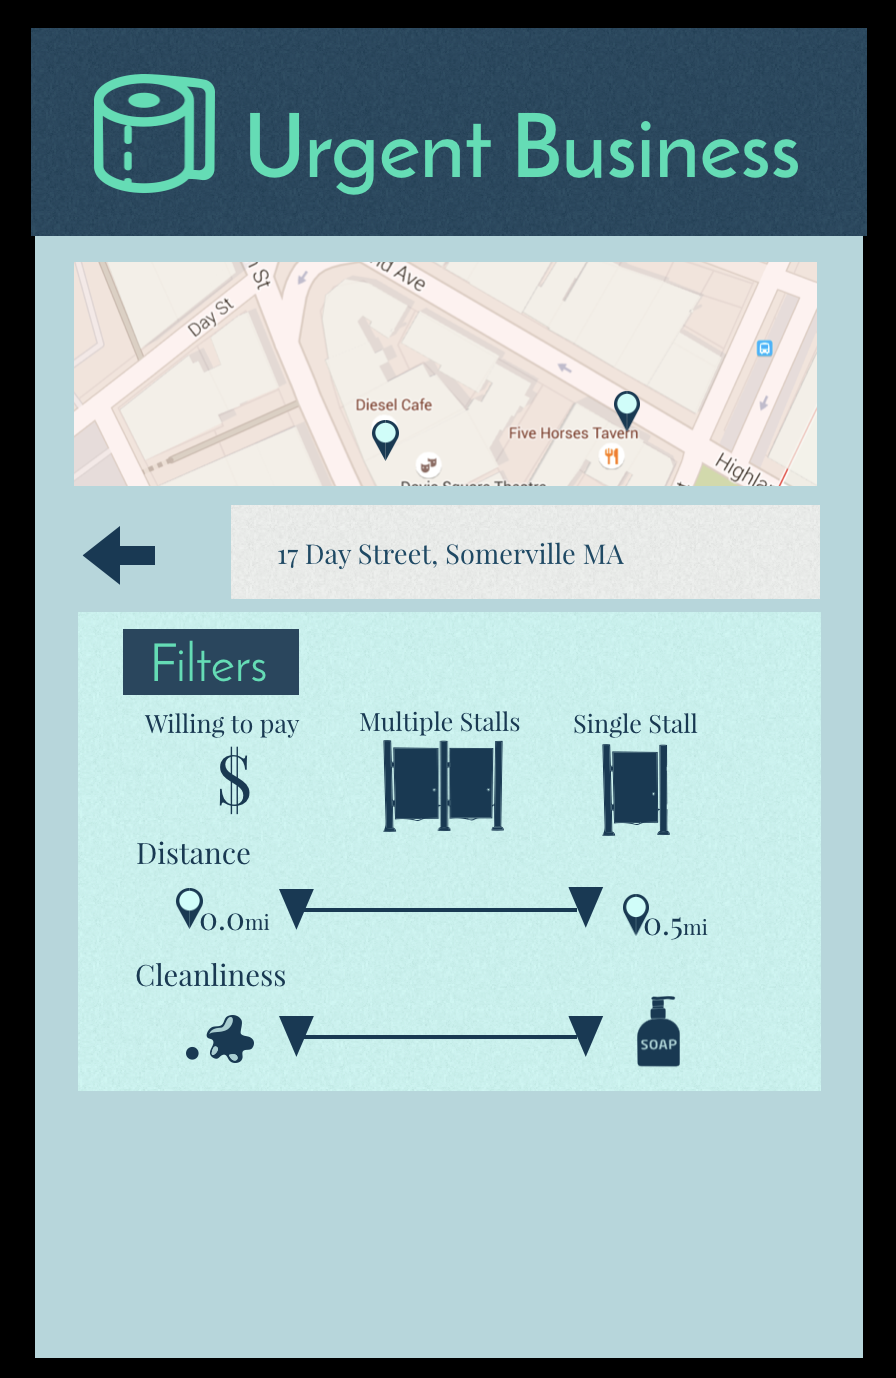 Urgent Business
nd Ave
n St
Day St
Diesel Cafe
Five Horses Tavern
Davis Square Theatre
Highla
17 Day Street, Somerville MA
Filters
Willing to pay
Multiple Stalls
Single Stall
$
Distance
0.0mi
0.5mi
Cleanliness
SOAP